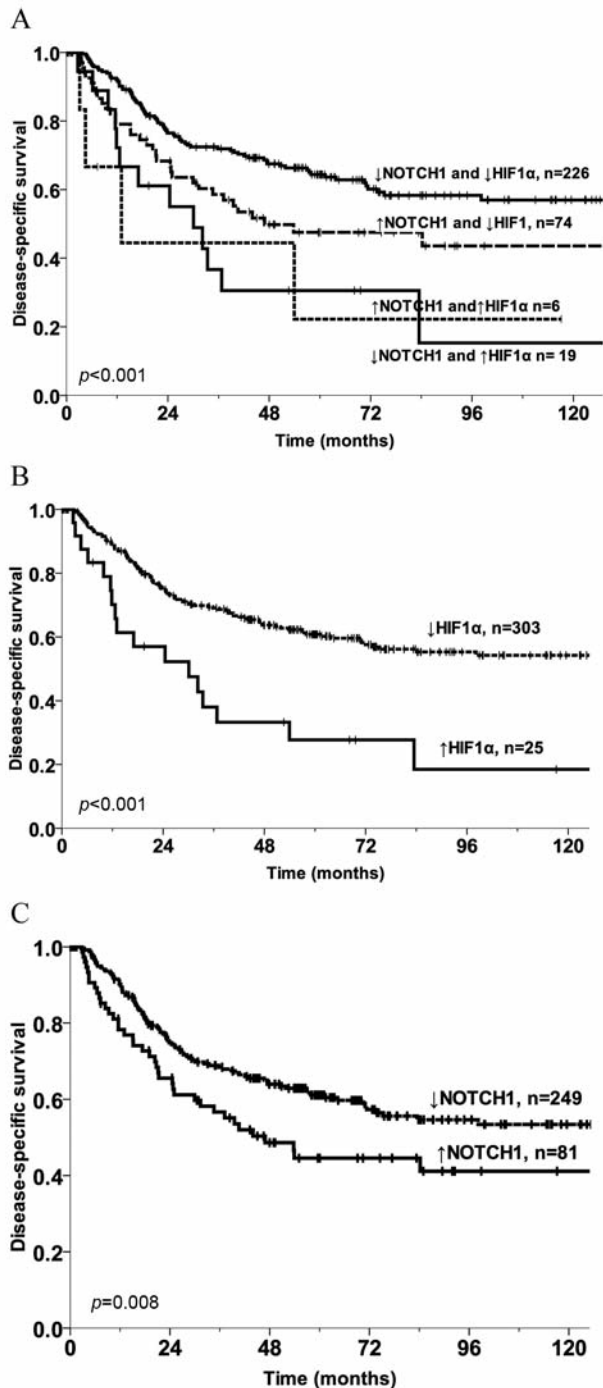 A
Disease-specific survival
1.0
0.8
0.6
0.4
0.2
0.0
↓NOTCH1 and ↓HIF1α, n=226
↑NOTCH1 and ↓HIF1, n=74
↑NOTCH1 and↑HIF1α n=6
↓NOTCH1 and ↑HIF1α n= 19
p<0.001
0 24 48 72 96 120
Time (months)
B
Disease-specific survival
1.0
0.8
0.6
0.4
0.2
0.0
↓HIF1α, n=303
↑HIF1α, n=25
p<0.001
0 24 48 72 96 120
Time (months)
C
Disease-specific survival
1.0
0.8
0.6
0.4
0.2
0.0
↓NOTCH1, n=249
↑NOTCH1, n=81
p=0.008
0 24 48 72 96 120
Time (months)